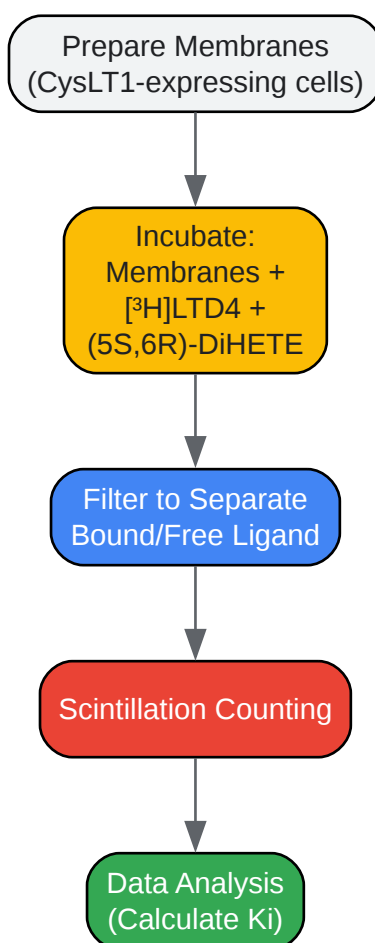 Prepare Membranes
(CysLT1-expressing cells)
Incubate:
Membranes +
[³H]LTD4 +
(5S,6R)-DiHETE
Filter to Separate
Bound/Free Ligand
Scintillation Counting
Data Analysis
(Calculate Ki)